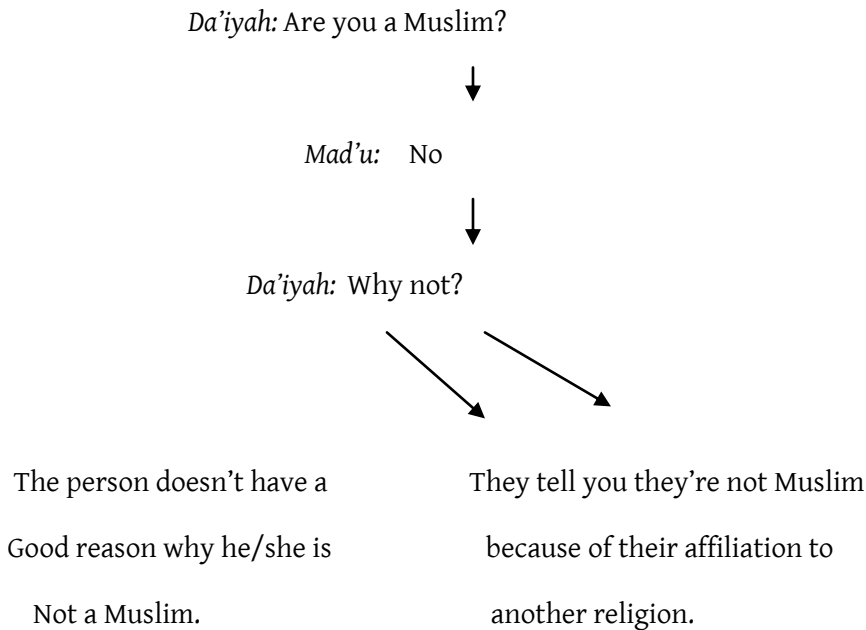 Da’iyah: Are you a Muslim?
Mad’u: No
Da’iyah: Why not?
The person doesn’t have a
Good reason why he/she is
Not a Muslim.
They tell you they’re not Muslim
because of their affiliation to
another religion.